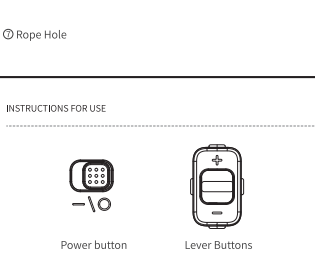 ⑦ Rope Hole
INSTRUCTIONS FOR USE
+
— \ ○
−
Power button
Lever Buttons